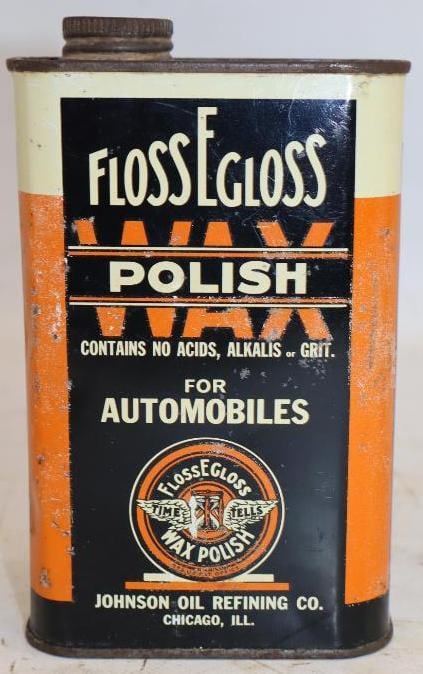 FLOSSEGLOSS
WAX
POLISH
CONTAINS NO ACIDS, ALKALIS or GRIT.
FOR
AUTOMOBILES
FLOSSEGLOSS
TIME TELLS
WAX POLISH
JOHNSON OIL REFINING CO.
CHICAGO, ILL.